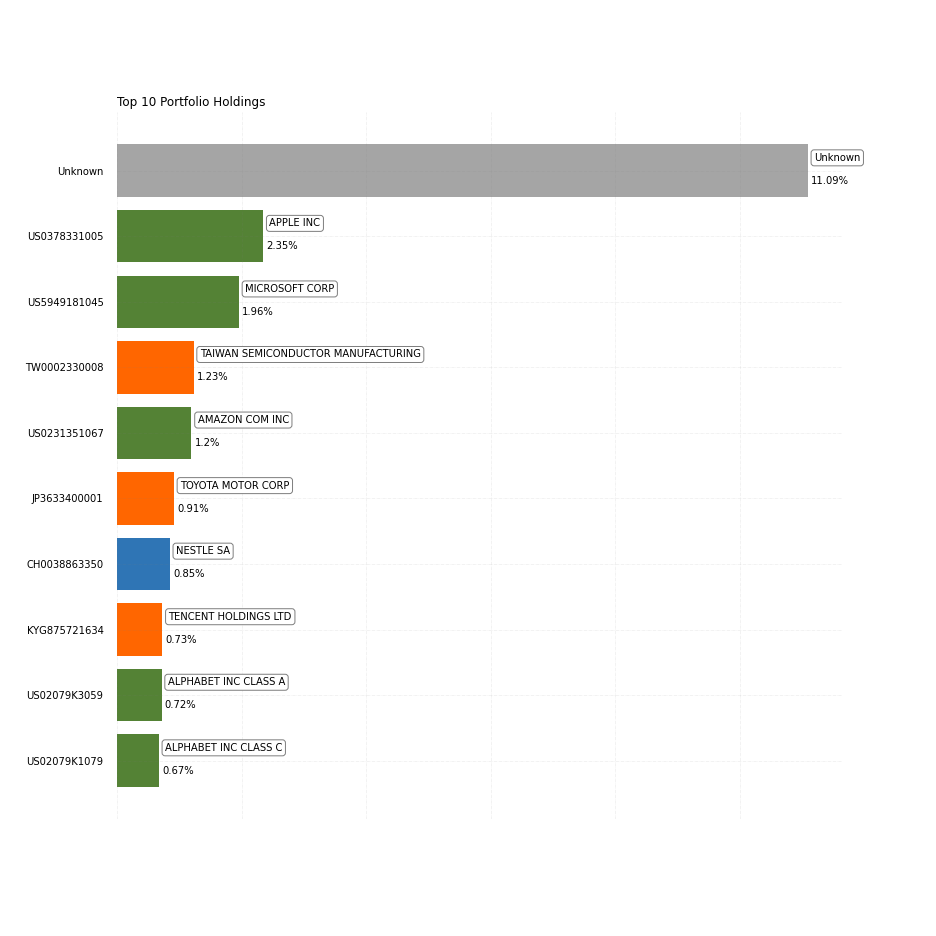 Top 10 Portfolio Holdings
Unknown
Unknown
11.09%
US0378331005
APPLE INC
2.35%
US5949181045
MICROSOFT CORP
1.96%
TW0002330008
TAIWAN SEMICONDUCTOR MANUFACTURING
1.23%
US0231351067
AMAZON COM INC
1.2%
JP3633400001
TOYOTA MOTOR CORP
0.91%
CH0038863350
NESTLE SA
0.85%
KYG875721634
TENCENT HOLDINGS LTD
0.73%
US02079K3059
ALPHABET INC CLASS A
0.72%
US02079K1079
ALPHABET INC CLASS C
0.67%